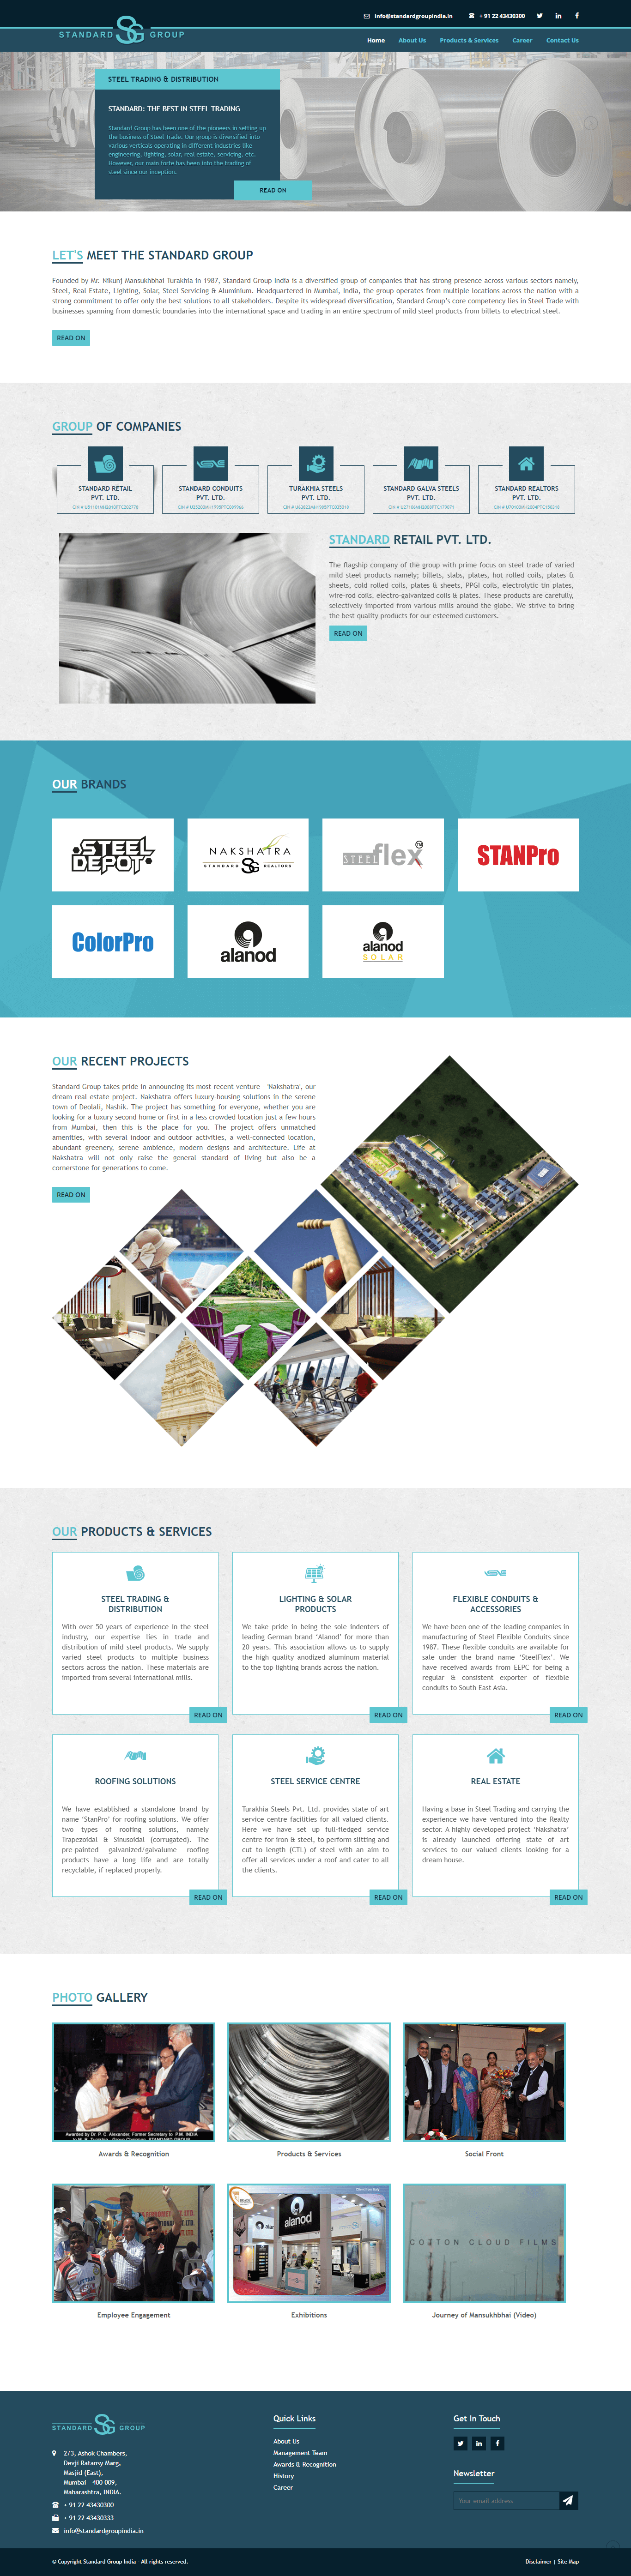 info@standardgroupindia.in
+ 91 22 43430300
STANDARD SG GROUP
Home
About Us
Products & Services
Career
Contact Us
STEEL TRADING & DISTRIBUTION
STANDARD: THE BEST IN STEEL TRADING
Standard Group has been one of the pioneers in setting up
the business of Steel Trade. Our group is diversified into
various verticals operating in different industries like
engineering, lighting, solar, real estate, servicing, etc.
However, our main forte has been into the trading of
steel since our inception.
READ ON
LET'S MEET THE STANDARD GROUP
Founded by Mr. Nikunj Mansukhbhai Turakhia in 1987, Standard Group India is a diversified group of companies that has strong presence across various sectors namely,
Steel, Real Estate, Lighting, Solar, Steel Servicing & Aluminium. Headquartered in Mumbai, India, the group operates from multiple locations across the nation with a
strong commitment to offer only the best solutions to all stakeholders. Despite its widespread diversification, Standard Group's core competency lies in Steel Trade with
businesses spanning from domestic boundaries into the international space and trading in an entire spectrum of mild steel products from billets to electrical steel.
READ ON
GROUP OF COMPANIES
STANDARD RETAIL
PVT. LTD.
STANDARD CONDUITS
PVT. LTD.
TURAKHIA STEELS
PVT. LTD.
STANDARD GALVA STEELS
PVT. LTD.
STANDARD REALTORS
PVT. LTD.
STANDARD RETAIL PVT. LTD.
The flagship company of the group with prime focus on steel trade of varied
mild steel products namely; billets, slabs, plates, hot rolled coils, plates &
sheets, cold rolled coils, plates & sheets, PPGI coils, electrolytic tin plates,
wire-rod coils, electro-galvanized coils & plates. These products are carefully,
selectively imported from various mills around the globe. We strive to bring
the best quality products for our esteemed customers.
READ ON
OUR BRANDS
STEEL
DEPOT
NAKSHATRA
STANDARD SG REALTORS
STEEL flex TM
STANPro
ColorPro
alanod
alanod
SOLAR
OUR RECENT PROJECTS
Standard Group takes pride in announcing its most recent venture - 'Nakshatra', our
dream real estate project. Nakshatra offers luxury-housing solutions in the serene
town of Deolali, Nashik. The project has something for everyone, whether you are
looking for a luxury second home or first in a less crowded location just a few hours
from Mumbai, then this is the place for you. The project offers unmatched
amenities, with several indoor and outdoor activities, a well-connected location,
abundant greenery, serene ambience, modern designs and architecture. Life at
Nakshatra will not only raise the general standard of living but also be a
cornerstone for generations to come.
READ ON
OUR PRODUCTS & SERVICES
STEEL TRADING &
DISTRIBUTION
With over 50 years of experience in the steel
industry, our expertise lies in trade and
distribution of mild steel products. We supply
varied steel products to multiple business
sectors across the nation. These materials are
imported from several international mills.
READ ON
LIGHTING & SOLAR
PRODUCTS
We take pride in being the sole indenters of
leading German brand 'Alanod' for more than
20 years. This association allows us to supply
the high quality anodized aluminum material
to the top lighting brands across the nation.
READ ON
FLEXIBLE CONDUITS &
ACCESSORIES
We have been one of the leading companies in
manufacturing of Steel Flexible Conduits since
1987. These flexible conduits are available for
sale under the brand name 'SteelFlex'. We
have received awards from EEPC for being a
regular & consistent exporter of flexible
conduits to South East Asia.
READ ON
ROOFING SOLUTIONS
We have established a standalone brand by
name 'StanPro' for roofing solutions. We offer
two types of roofing solutions, namely
Trapezoidal & Sinusoidal (corrugated). The
pre-painted galvanized/galvalume roofing
products have a long life and are totally
recyclable, if replaced properly.
READ ON
STEEL SERVICE CENTRE
Turakhia Steels Pvt. Ltd. provides state of art
service centre facilities for all valued clients.
Here we have set up full-fledged service
centre for iron & steel, to perform slitting and
cut to length (CTL) of steel with an aim to
offer all services under a roof and cater to all
the clients.
READ ON
REAL ESTATE
Having a base in Steel Trading and carrying the
experience we have ventured into the Realty
sector. A highly developed project 'Nakshatra'
is already launched offering state of art
services to our valued clients looking for a
dream house.
READ ON
PHOTO GALLERY
Awarded by Dr. P. C. Alexander, Former Secretary to P.M. INDIA
Awards & Recognition
Products & Services
Social Front
alanod
COTTON CLOUD FILMS
Employee Engagement
Exhibitions
Journey of Mansukhbhai (Video)
STANDARD SG GROUP
2/3, Ashok Chambers,
Devji Ratansy Marg,
Masjid (East),
Mumbai - 400 009,
Maharashtra, INDIA.
+ 91 22 43430300
+ 91 22 43430333
info@standardgroupindia.in
Quick Links
About Us
Management Team
Awards & Recognition
History
Career
Get In Touch
Newsletter
Your email address
© Copyright Standard Group India - All rights reserved.
Disclaimer | Site Map